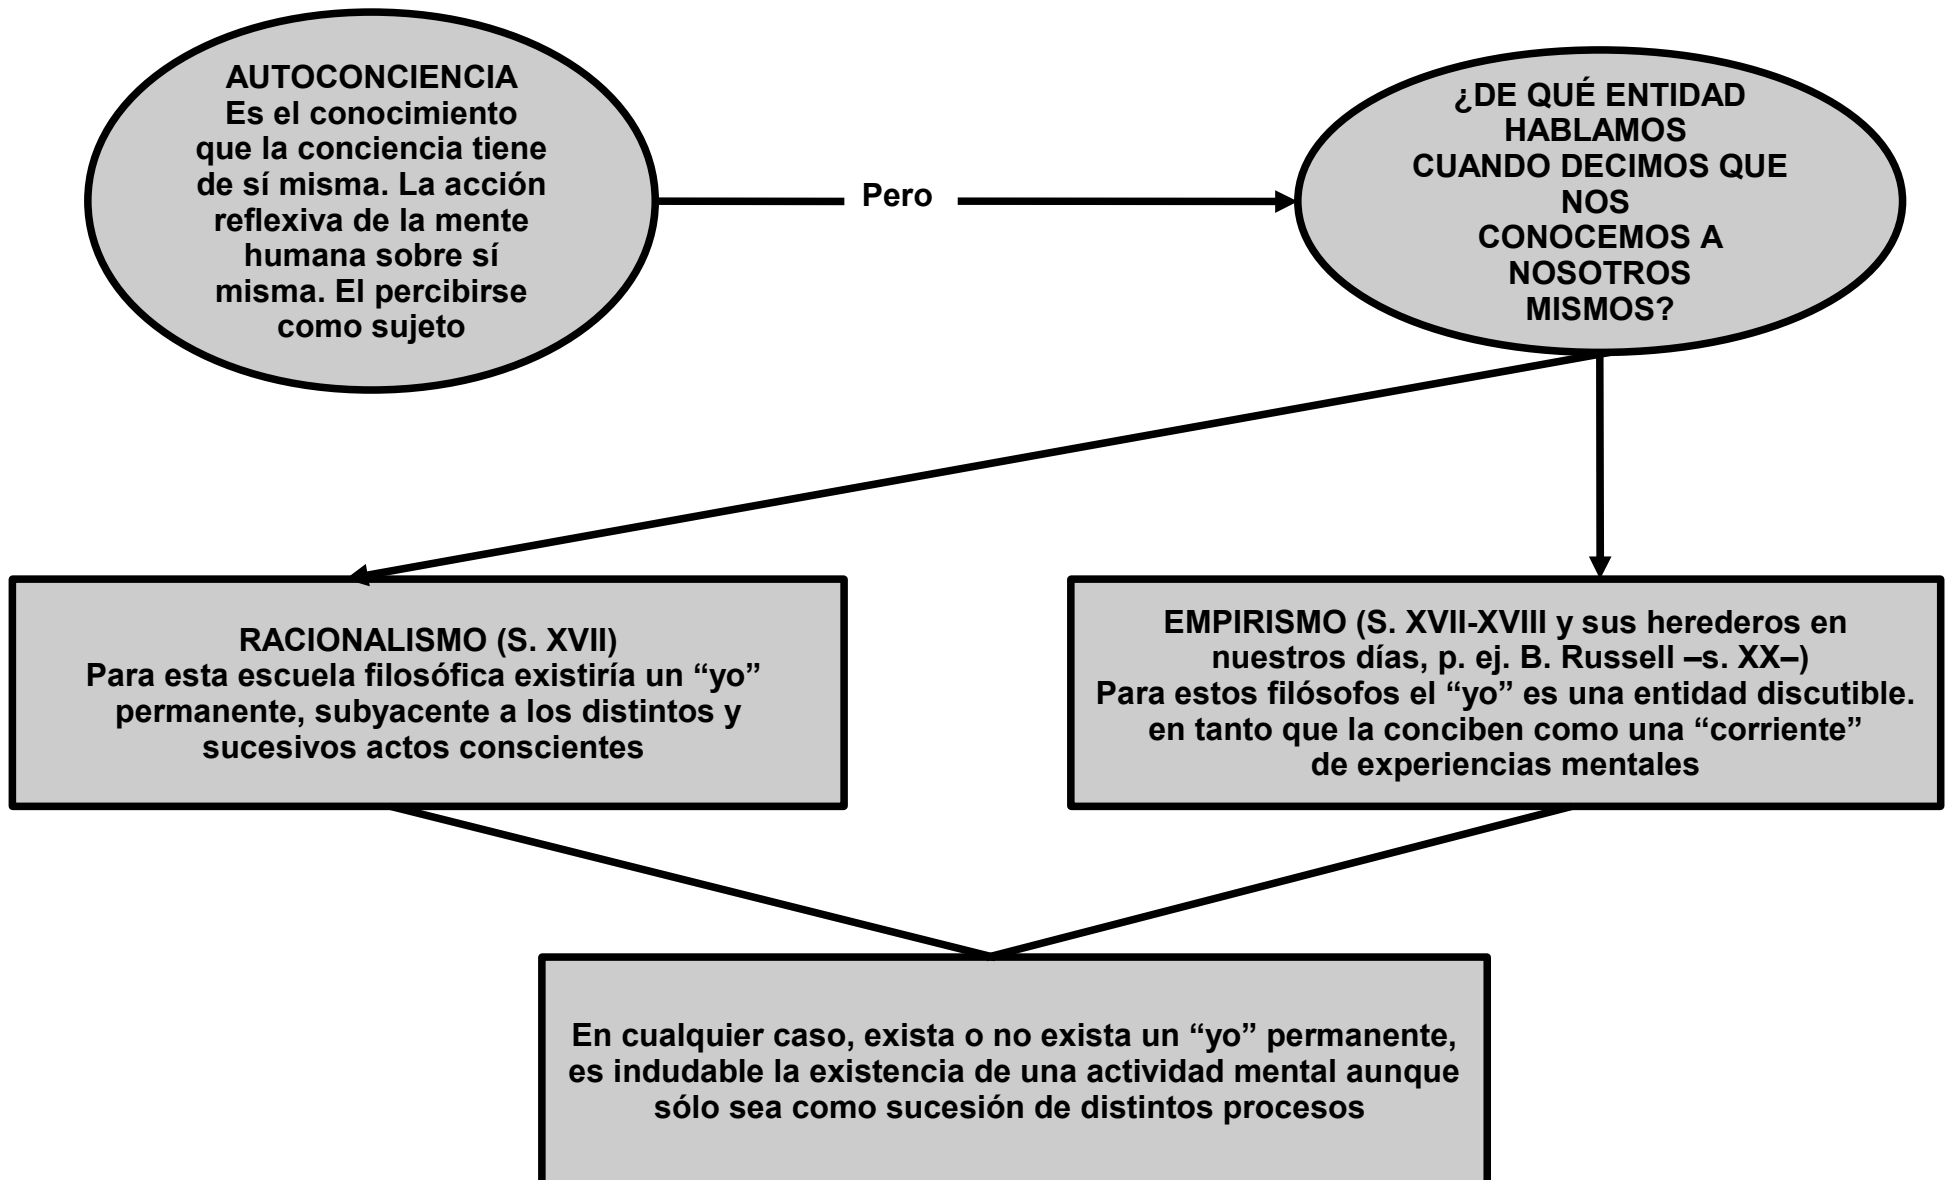 AUTOCONCIENCIA
Es el conocimiento
que la conciencia tiene
de sí misma. La acción
reflexiva de la mente
humana sobre sí
misma. El percibirse
como sujeto
Pero
¿DE QUÉ ENTIDAD
HABLAMOS
CUANDO DECIMOS QUE
NOS
CONOCEMOS A
NOSOTROS
MISMOS?
RACIONALISMO (S. XVII)
Para esta escuela filosófica existiría un “yo”
permanente, subyacente a los distintos y
sucesivos actos conscientes
EMPIRISMO (S. XVII-XVIII y sus herederos en
nuestros días, p. ej. B. Russell –s. XX–)
Para estos filósofos el “yo” es una entidad discutible.
en tanto que la conciben como una “corriente”
de experiencias mentales
En cualquier caso, exista o no exista un “yo” permanente,
es indudable la existencia de una actividad mental aunque
sólo sea como sucesión de distintos procesos